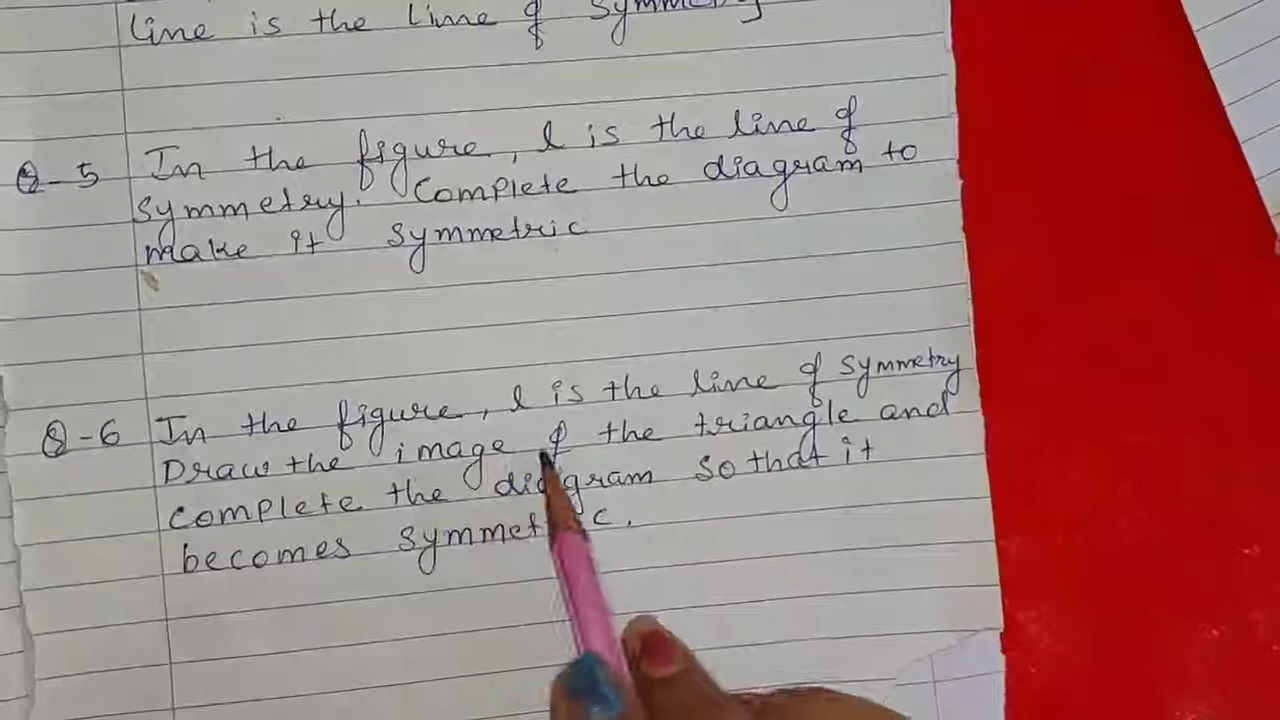 line is the line of symmetry
Q-5 In the figure, l is the line of
symmetry. Complete the diagram to
make it symmetric
Q-6 In the figure, l is the line of symmetry
Draw the image of the triangle and
complete the diagram so that it
becomes symmetric.